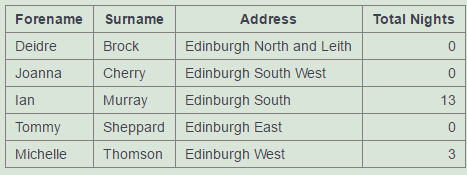 Forename Surname Address Total Nights
Deidre Brock Edinburgh North and Leith 0
Joanna Cherry Edinburgh South West 0
Ian Murray Edinburgh South 13
Tommy Sheppard Edinburgh East 0
Michelle Thomson Edinburgh West 3